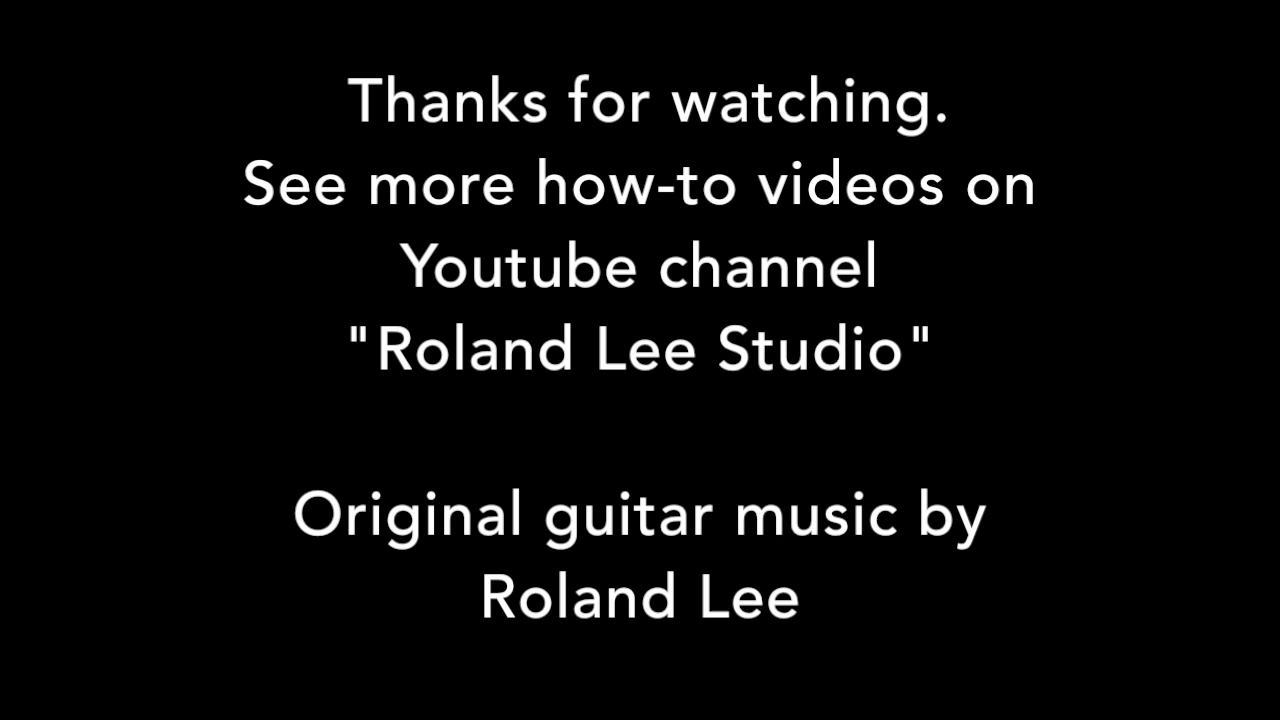 Thanks for watching.
See more how-to videos on
Youtube channel
"Roland Lee Studio"
Original guitar music by
Roland Lee